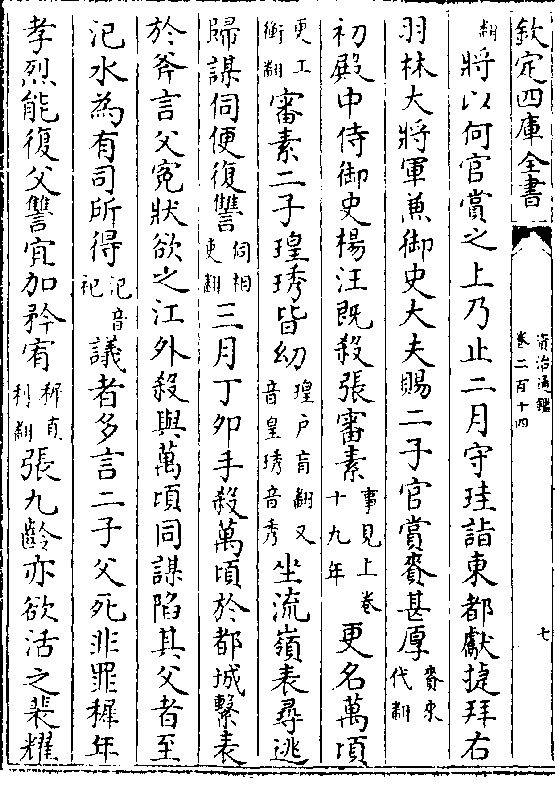 欽定四庫全書
資治通鑑
卷二百十四
七
翻將以何官賞之上乃止二月守珪詣東都獻捷拜右
羽林大將軍兼御史大夫賜二子官賞賚甚厚賚來代翻
初殿中侍御史楊汪既殺張審素事見上卷十九年更名萬頃
更工衡翻審素二子瑝琇皆幼瑝戶盲翻又音皇琇音秀坐流嶺表尋逃
歸謀伺便復讐伺相吏翻三月丁卯手殺萬頃於都城繫表
於斧言父冤狀欲之江外殺與萬頃同謀陷其父者至
汜水為有司所得汜音祀議者多言二子父死非罪穉年
孝烈能復父讐宜加矜宥穉直利翻張九齡亦欲活之裴耀